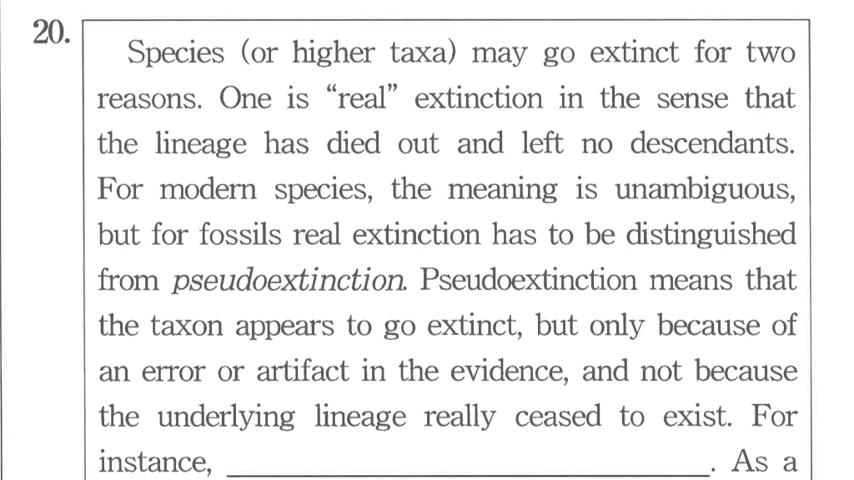 20.
Species (or higher taxa) may go extinct for two
reasons. One is “real” extinction in the sense that
the lineage has died out and left no descendants.
For modern species, the meaning is unambiguous,
but for fossils real extinction has to be distinguished
from pseudoextinction. Pseudoextinction means that
the taxon appears to go extinct, but only because of
an error or artifact in the evidence, and not because
the underlying lineage really ceased to exist. For
instance, ____________________________. As a